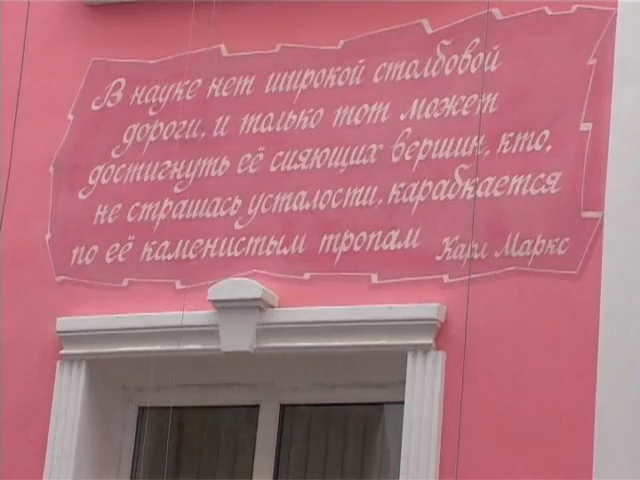 В науке нет широкой столбовой
дороги, и только тот может
достигнуть её сияющих вершин, кто,
не страшась усталости, карабкается
по её каменистым тропам
Карл Маркс